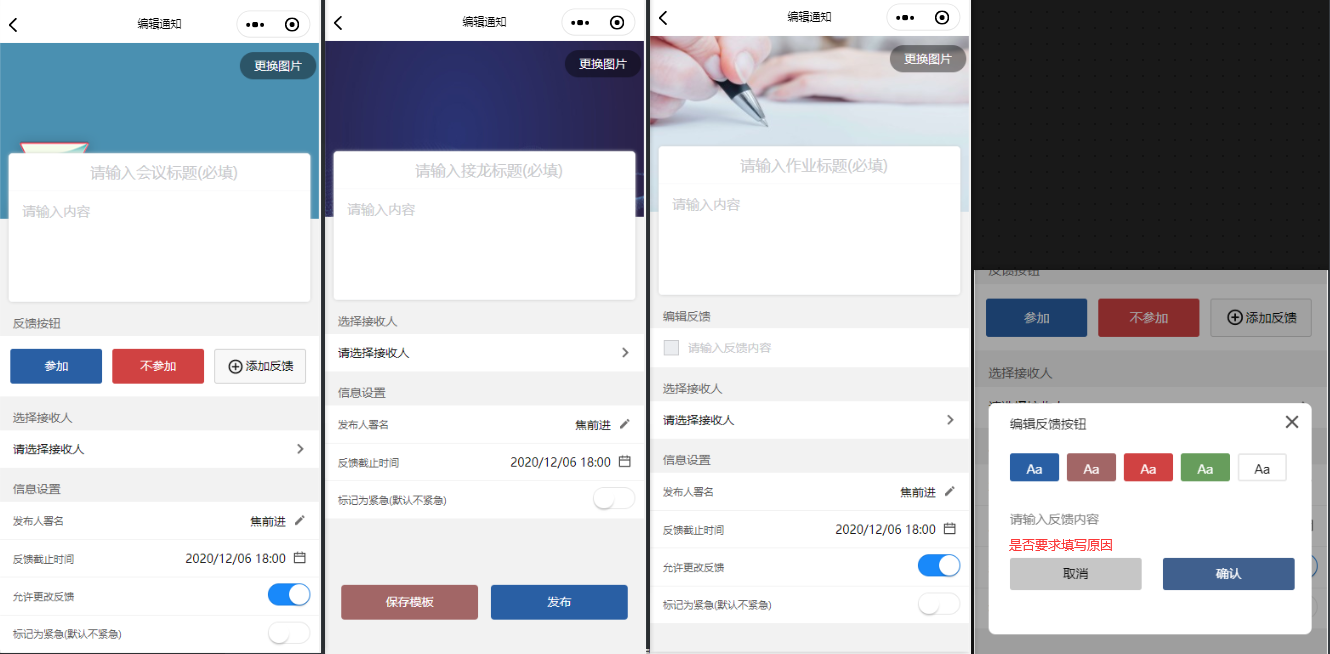 编辑通知
更换图片
请输入会议标题(必填)
请输入内容
反馈按钮
参加
不参加
添加反馈
选择接收人
请选择接收人
信息设置
发布人署名
焦前进
反馈截止时间
2020/12/06 18:00
允许更改反馈
标记为紧急(默认不紧急)
编辑通知
更换图片
请输入接龙标题(必填)
请输入内容
选择接收人
请选择接收人
信息设置
发布人署名
焦前进
反馈截止时间
2020/12/06 18:00
标记为紧急(默认不紧急)
保存模板
发布
编辑通知
更换图片
请输入作业标题(必填)
请输入内容
编辑反馈
请输入反馈内容
选择接收人
请选择接收人
信息设置
发布人署名
焦前进
反馈截止时间
2020/12/06 18:00
允许更改反馈
标记为紧急(默认不紧急)
反馈按钮
参加
不参加
添加反馈
选择接收人
编辑反馈按钮
Aa
Aa
Aa
Aa
Aa
请输入反馈内容
是否要求填写原因
取消
确认